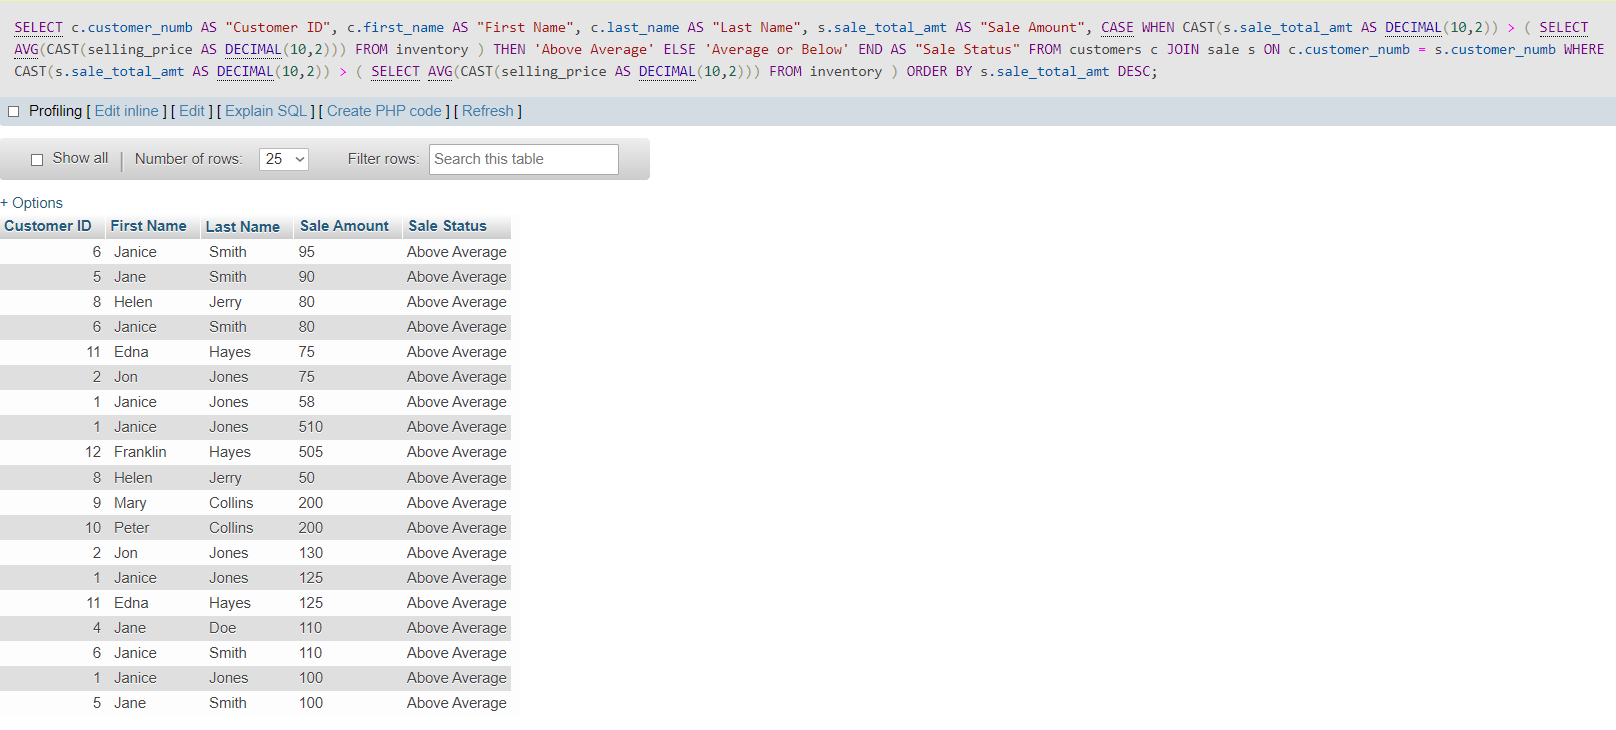 SELECT c.customer_numb AS "Customer ID", c.first_name AS "First Name", c.last_name AS "Last Name", s.sale_total_amt AS "Sale Amount", CASE WHEN CAST(s.sale_total_amt AS DECIMAL(10,2)) > ( SELECT
AVG(CAST(selling_price AS DECIMAL(10,2))) FROM inventory ) THEN 'Above Average' ELSE 'Average or Below' END AS "Sale Status" FROM customers c JOIN sale s ON c.customer_numb = s.customer_numb WHERE
CAST(s.sale_total_amt AS DECIMAL(10,2)) > ( SELECT AVG(CAST(selling_price AS DECIMAL(10,2))) FROM inventory ) ORDER BY s.sale_total_amt DESC;
Profiling [ Edit inline ] [ Edit ] [ Explain SQL ] [ Create PHP code ] [ Refresh ]
Show all | Number of rows: 25 Filter rows: Search this table
+ Options
Customer ID First Name Last Name Sale Amount Sale Status
6 Janice Smith 95 Above Average
5 Jane Smith 90 Above Average
8 Helen Jerry 80 Above Average
6 Janice Smith 80 Above Average
11 Edna Hayes 75 Above Average
2 Jon Jones 75 Above Average
1 Janice Jones 58 Above Average
1 Janice Jones 510 Above Average
12 Franklin Hayes 505 Above Average
8 Helen Jerry 50 Above Average
9 Mary Collins 200 Above Average
10 Peter Collins 200 Above Average
2 Jon Jones 130 Above Average
1 Janice Jones 125 Above Average
11 Edna Hayes 125 Above Average
4 Jane Doe 110 Above Average
6 Janice Smith 110 Above Average
1 Janice Jones 100 Above Average
5 Jane Smith 100 Above Average